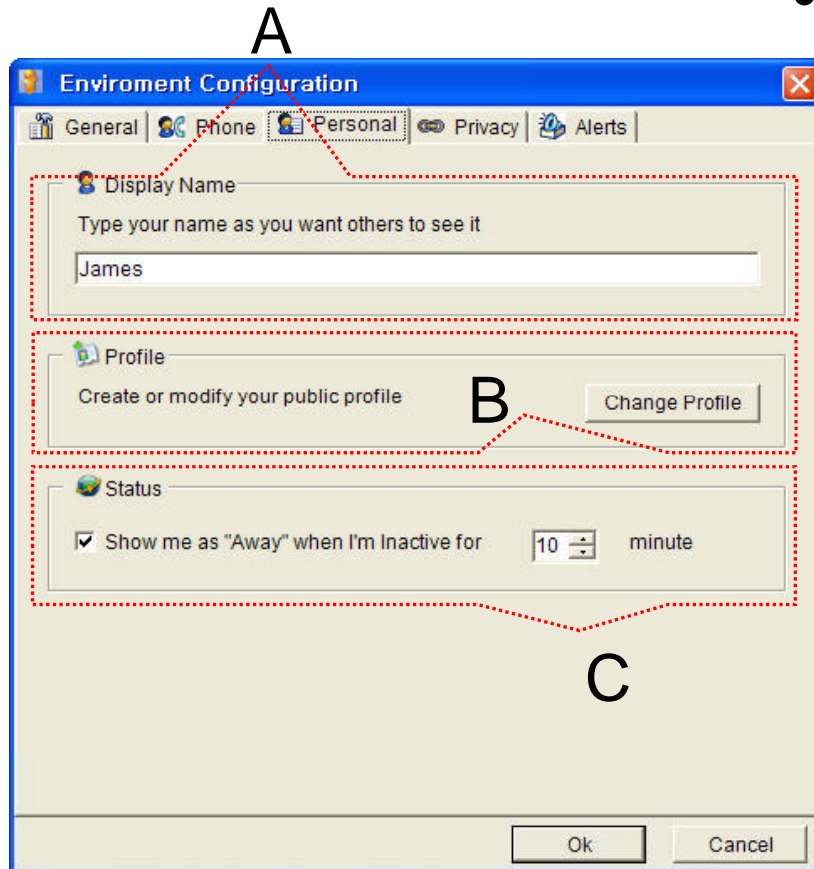 A
Enviroment Configuration
General Phone Personal Privacy Alerts
Display Name
Type your name as you want others to see it
James
Profile
Create or modify your public profile
B
Change Profile
Status
Show me as "Away" when I'm Inactive for 10 minute
C
Ok Cancel